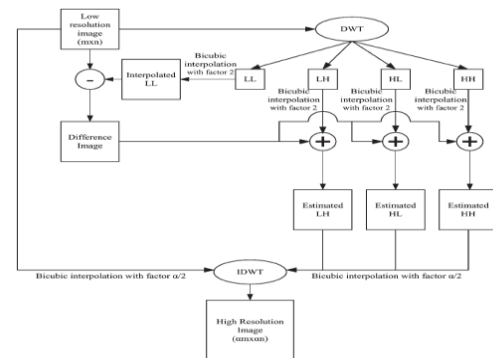 Low
resolution
image
(mxn)
DWT
Bicubic
interpolation
with factor 2
Interpolated
LL
LL
LH
HL
HH
-
Bicubic
interpolation
with factor 2
Bicubic
interpolation
with factor 2
Bicubic
interpolation
with factor 2
Difference
Image
+
+
+
Estimated
LH
Estimated
HL
Estimated
HH
IDWT
Bicubic interpolation with factor α/2
Bicubic interpolation with factor α/2
High Resolution
Image
(αmxαn)